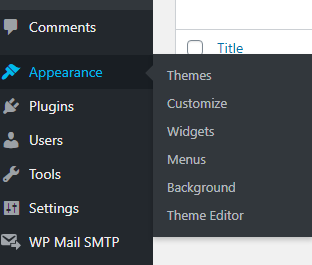 Comments
Title
Appearance
Themes
Customize
Plugins
Widgets
Users
Menus
Tools
Background
Settings
Theme Editor
WP Mail SMTP